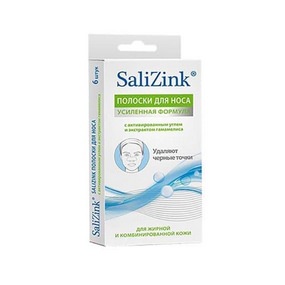 SaliZink®
ПОЛОСКИ ДЛЯ НОСА
УСИЛЕННАЯ ФОРМУЛА
с активированным углем
и экстрактом гамамелиса
Удаляют
черные точки
ДЛЯ ЖИРНОЙ
И КОМБИНИРОВАННОЙ КОЖИ
6 штук
SALIZINK ПОЛОСКИ ДЛЯ НОСА